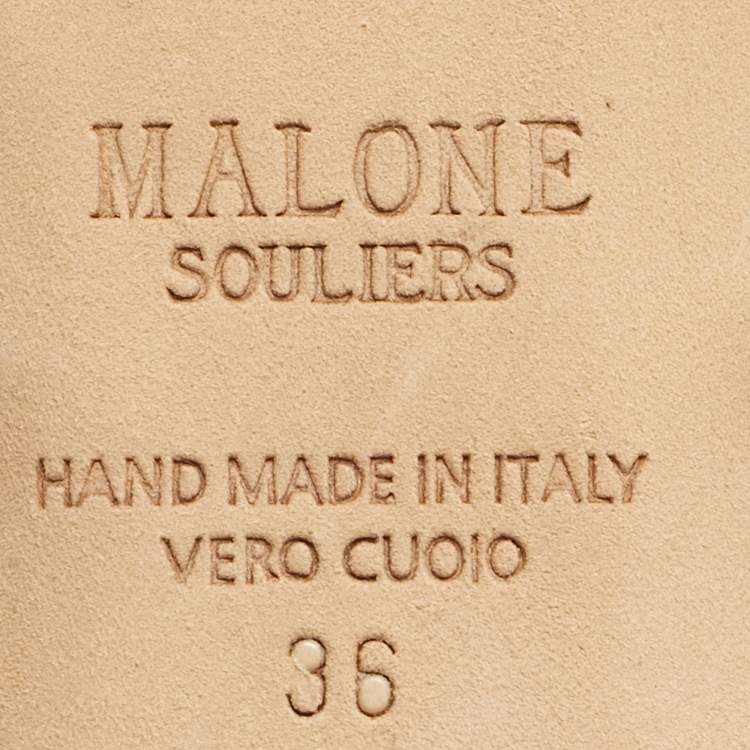 MALONE
SOULIERS
HAND MADE IN ITALY
VERO CUOIO
36